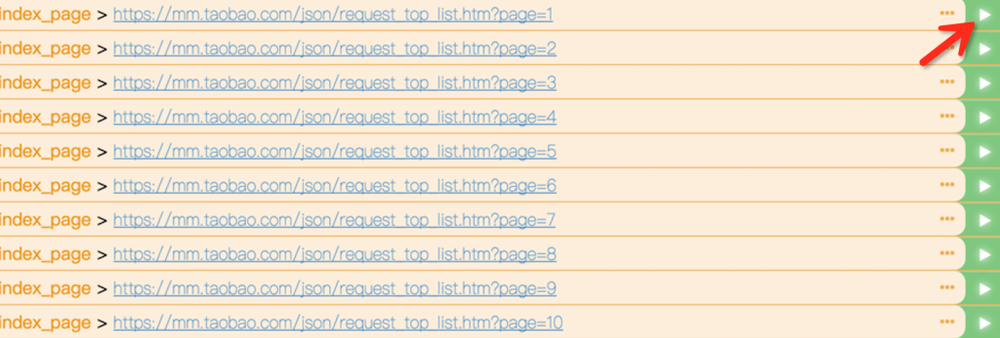 index_page > https://mm.taobao.com/json/request_top_list.htm?page=1 •••
index_page > https://mm.taobao.com/json/request_top_list.htm?page=2 •••
index_page > https://mm.taobao.com/json/request_top_list.htm?page=3 •••
index_page > https://mm.taobao.com/json/request_top_list.htm?page=4 •••
index_page > https://mm.taobao.com/json/request_top_list.htm?page=5 •••
index_page > https://mm.taobao.com/json/request_top_list.htm?page=6 •••
index_page > https://mm.taobao.com/json/request_top_list.htm?page=7 •••
index_page > https://mm.taobao.com/json/request_top_list.htm?page=8 •••
index_page > https://mm.taobao.com/json/request_top_list.htm?page=9 •••
index_page > https://mm.taobao.com/json/request_top_list.htm?page=10 •••